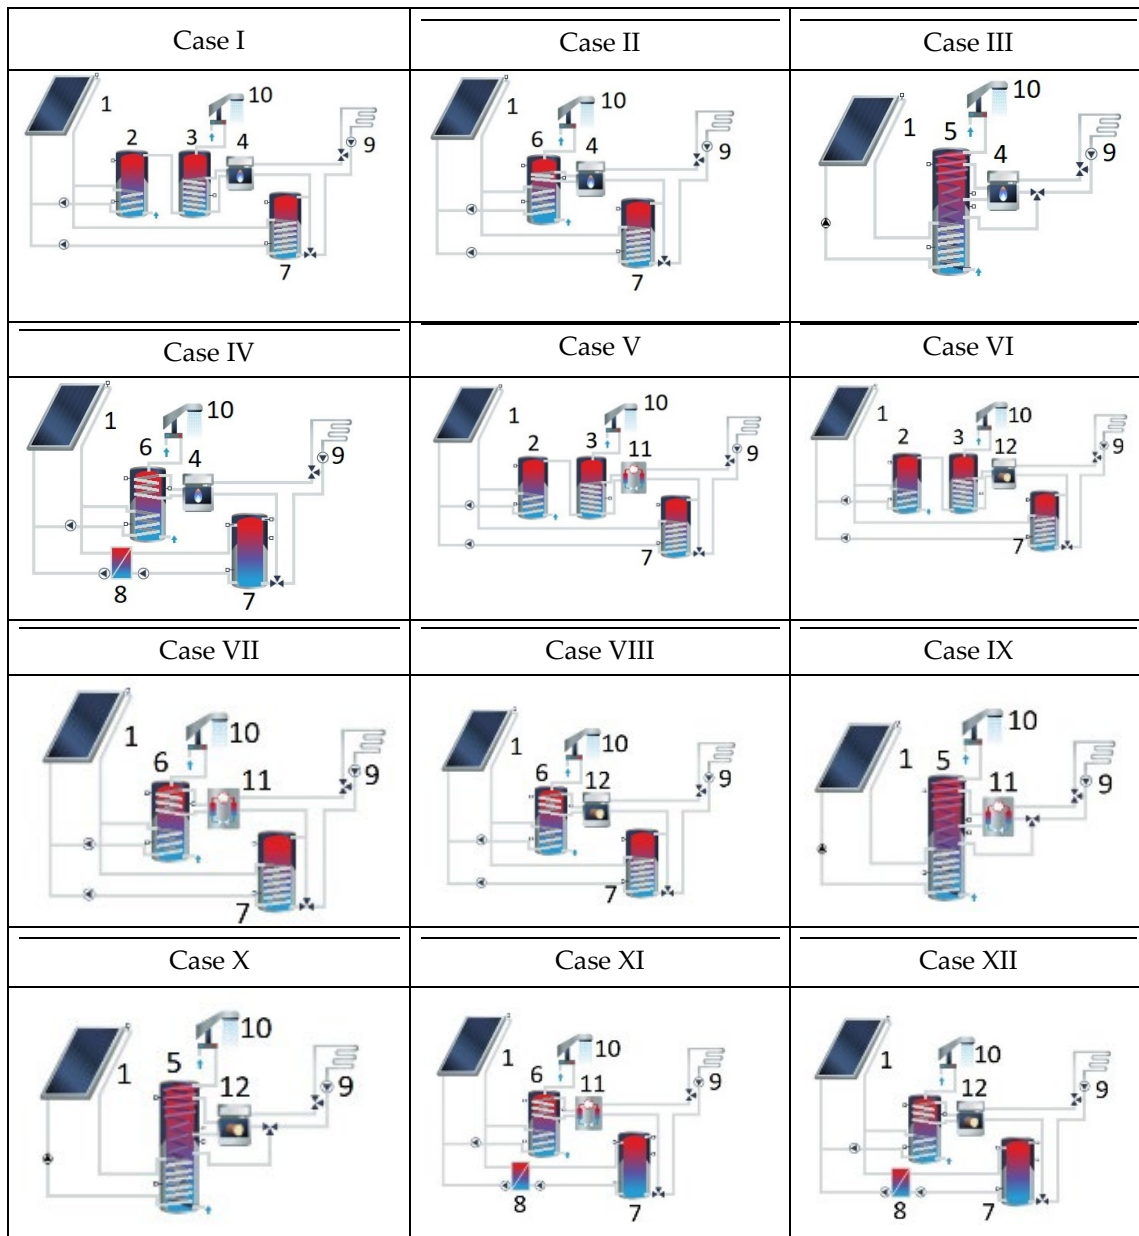 Case I Case II Case III
1 2 3 10 4 9 7
1 6 10 4 9 7
1 5 10 4 9
Case IV Case V Case VI
1 6 10 4 9 8 7
1 2 3 10 11 9 7
1 2 3 10 12 9 7
Case VII Case VIII Case IX
1 6 10 11 9 7
1 6 10 12 9 7
1 5 10 11 9
Case X Case XI Case XII
1 5 10 12 9
1 6 10 11 9 8 7
1 10 12 9 8 7